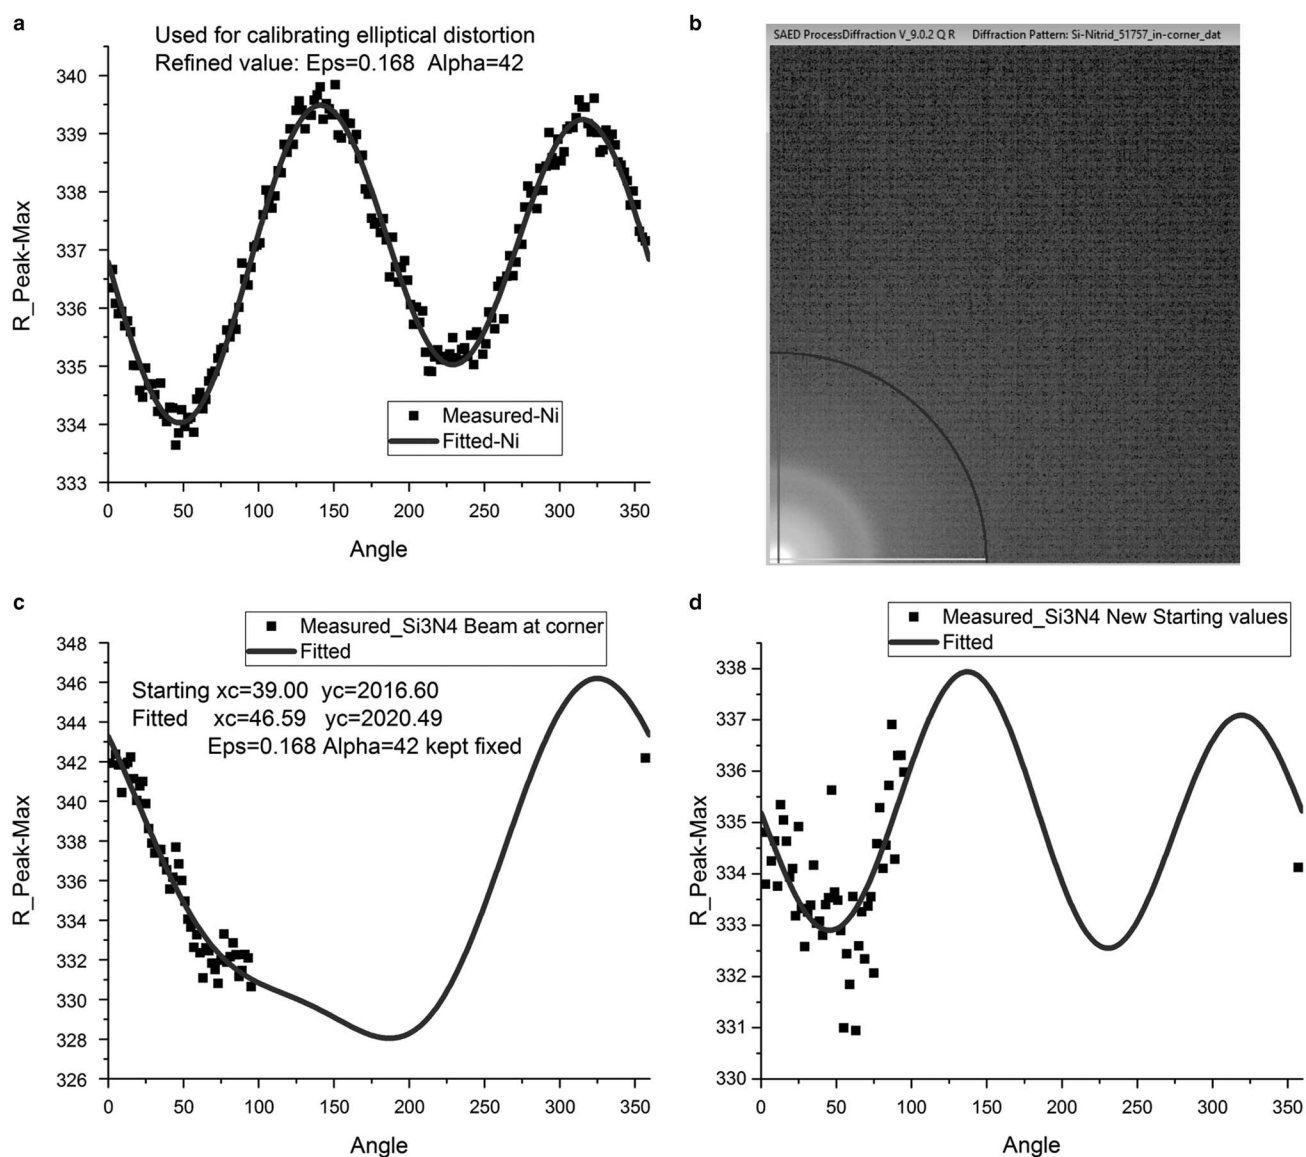 a
Used for calibrating elliptical distortion
Refined value: Eps=0.168 Alpha=42
340
339
338
337
336
335
334
333
R_Peak-Max
Measured-Ni
Fitted-Ni
0 50 100 150 200 250 300 350
Angle
b
SAED ProcessDiffraction V_9.0.2 Q R Diffraction Pattern: Si-Nitrid_51757_in-corner_dat
c
Measured_Si3N4 Beam at corner
Fitted
Starting xc=39.00 yc=2016.60
Fitted xc=46.59 yc=2020.49
Eps=0.168 Alpha=42 kept fixed
348
346
344
342
340
338
336
334
332
330
328
326
R_Peak-Max
0 50 100 150 200 250 300 350
Angle
d
Measured_Si3N4 New Starting values
Fitted
338
337
336
335
334
333
332
331
330
R_Peak-Max
0 50 100 150 200 250 300 350
Angle